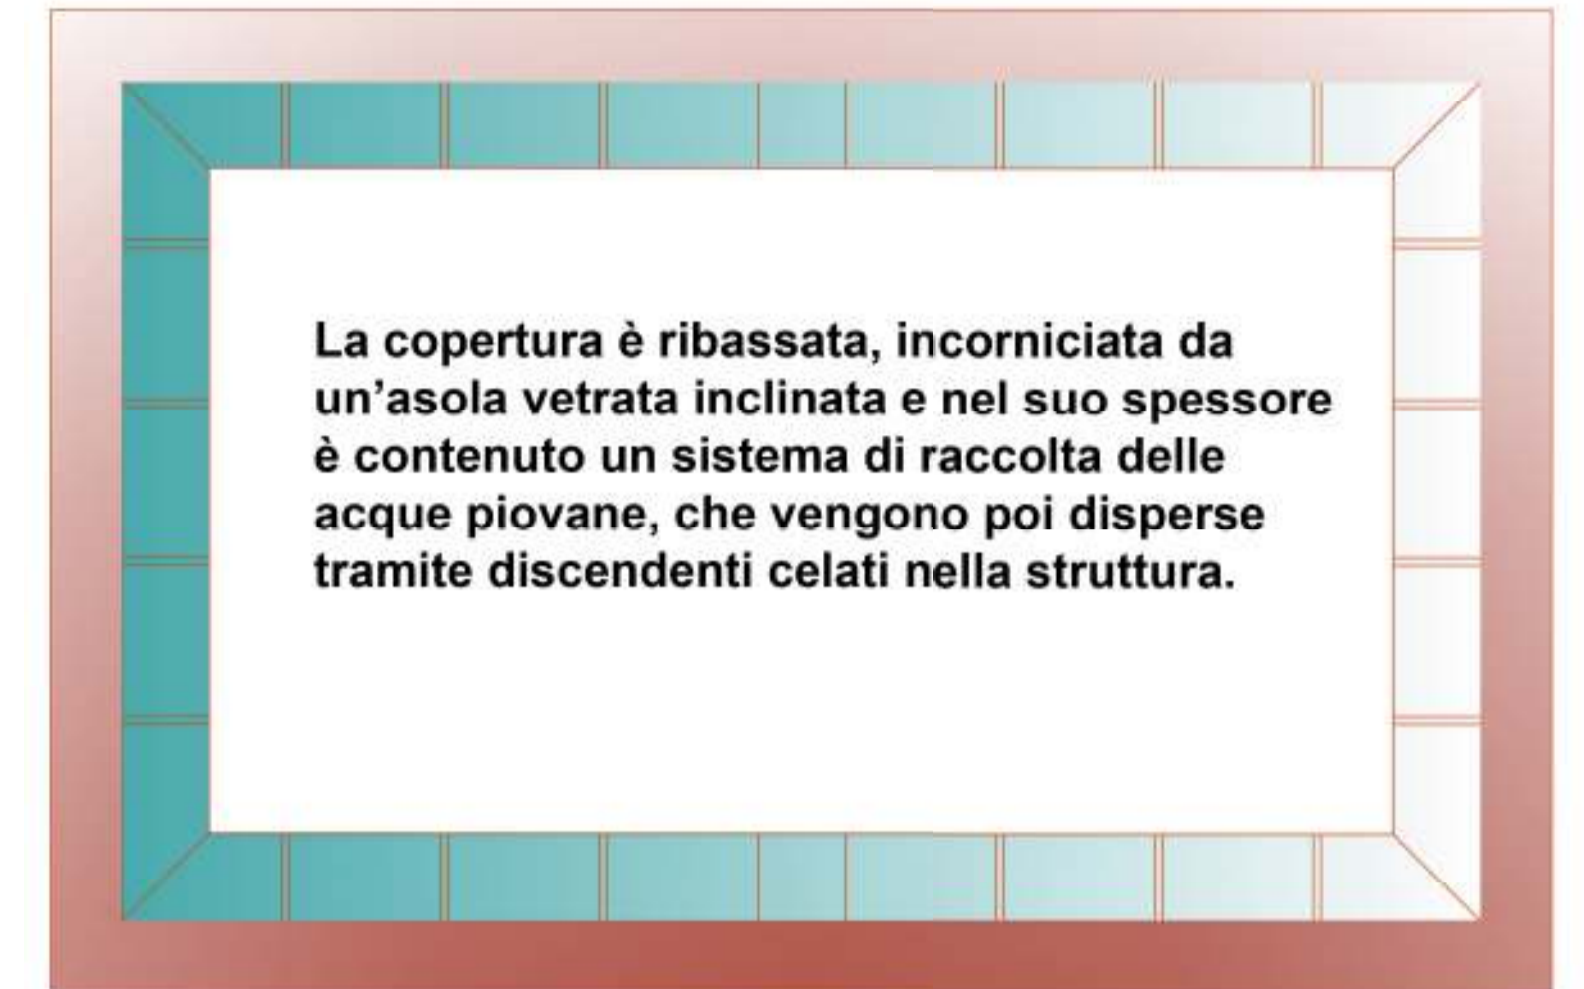 La copertura è ribassata, incorniciata da
un’asola vetrata inclinata e nel suo spessore
è contenuto un sistema di raccolta delle
acque piovane, che vengono poi disperse
tramite discendenti celati nella struttura.